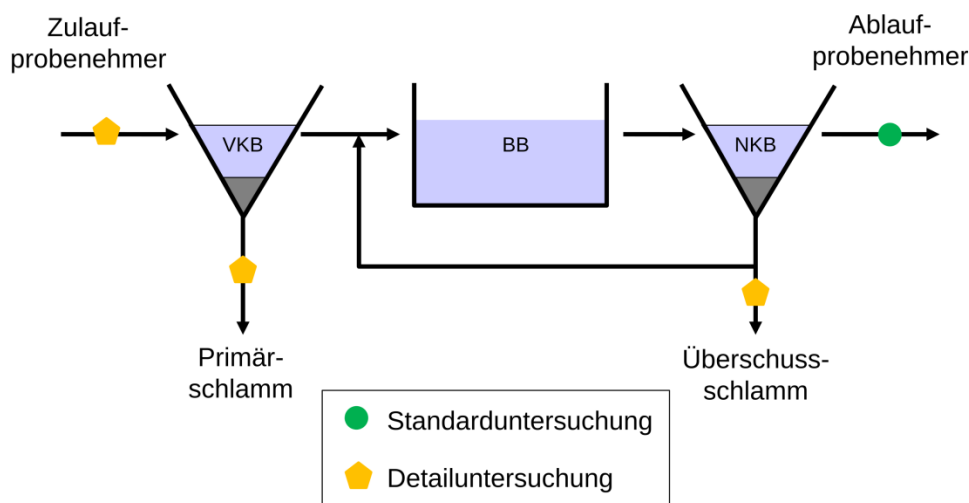 Zulauf-
probenehmer
Ablauf-
probenehmer
VKB
BB
NKB
Primär-
schlamm
Überschuss-
schlamm
Standarduntersuchung
Detailuntersuchung